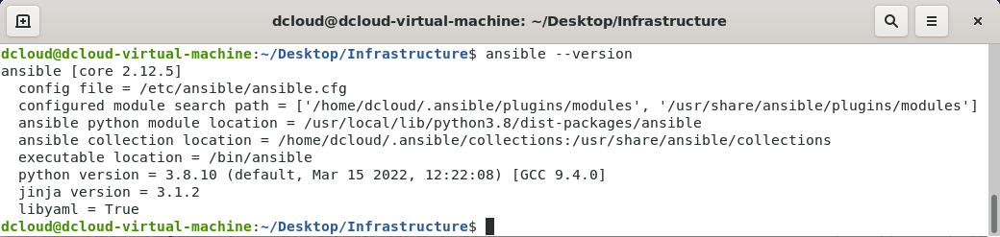 dcloud@dcloud-virtual-machine: ~/Desktop/Infrastructure
dcloud@dcloud-virtual-machine:~/Desktop/Infrastructure$ ansible --version
ansible [core 2.12.5]
  config file = /etc/ansible/ansible.cfg
  configured module search path = ['/home/dcloud/.ansible/plugins/modules', '/usr/share/ansible/plugins/modules']
  ansible python module location = /usr/local/lib/python3.8/dist-packages/ansible
  ansible collection location = /home/dcloud/.ansible/collections:/usr/share/ansible/collections
  executable location = /bin/ansible
  python version = 3.8.10 (default, Mar 15 2022, 12:22:08) [GCC 9.4.0]
  jinja version = 3.1.2
  libyaml = True
dcloud@dcloud-virtual-machine:~/Desktop/Infrastructure$